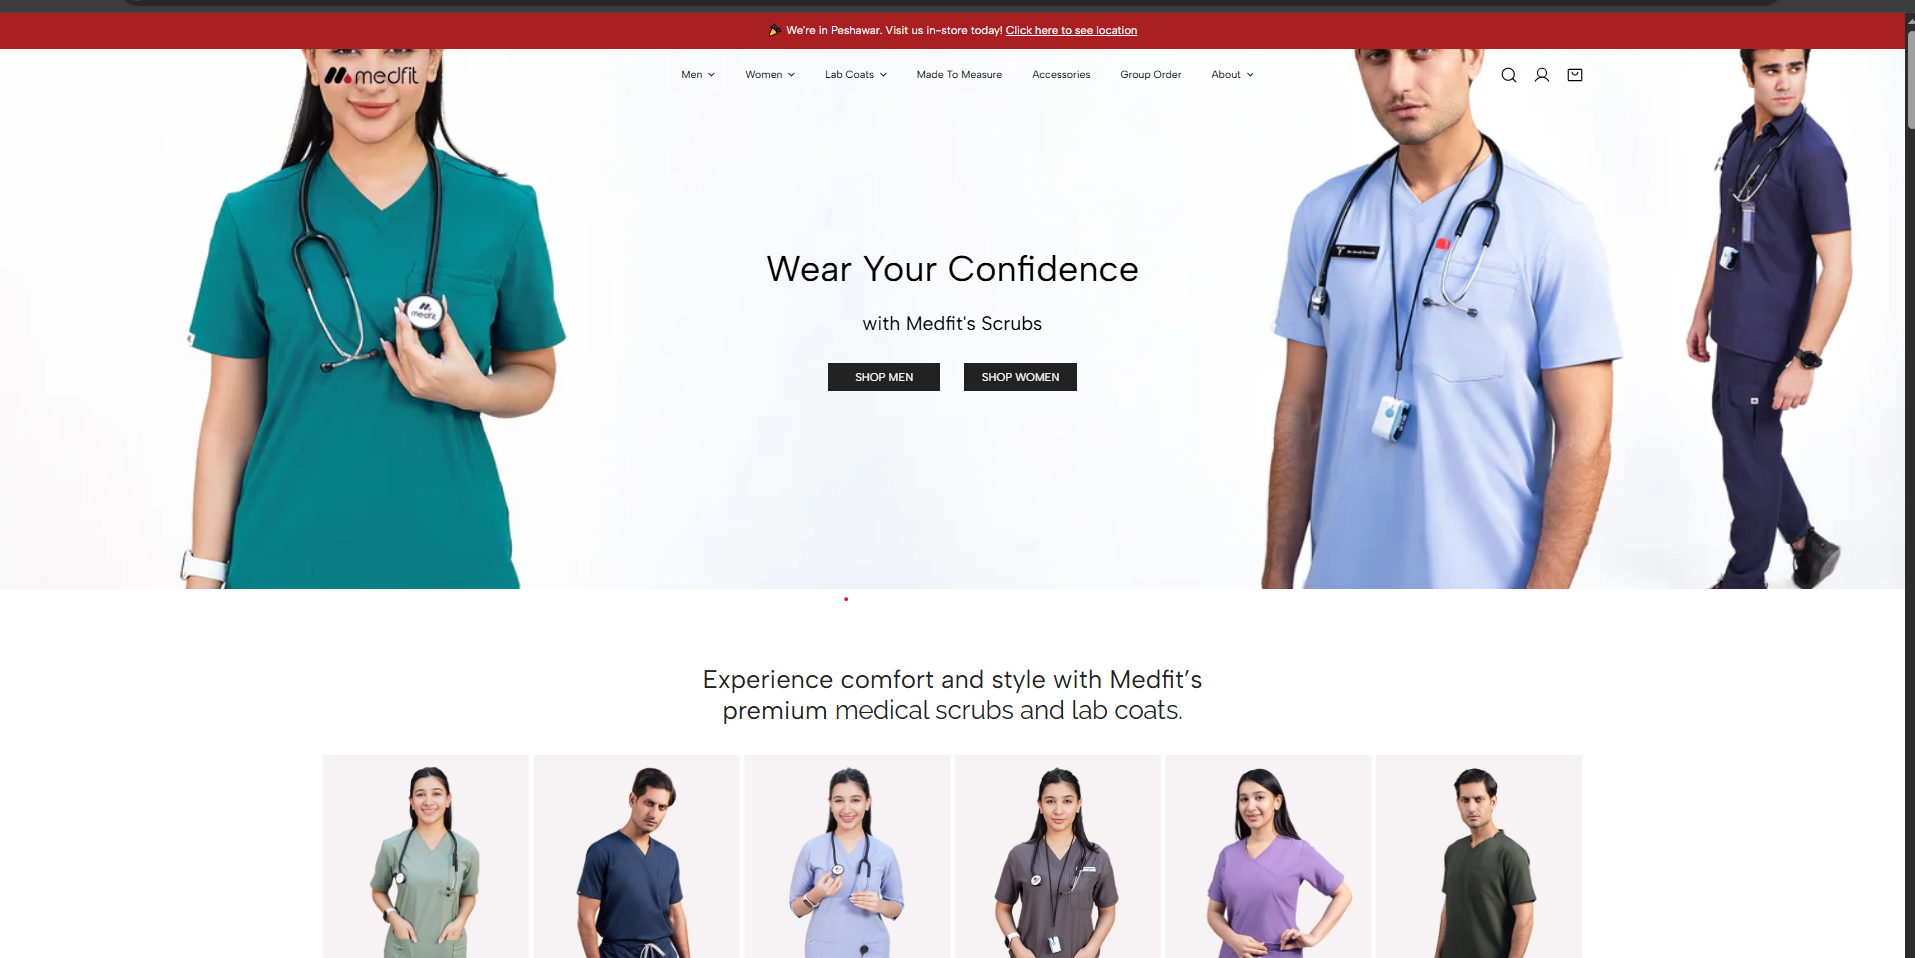 We're in Peshawar. Visit us in-store today! Click here to see location
medfit
Men
Women
Lab Coats
Made To Measure
Accessories
Group Order
About
medfit
Wear Your Confidence
with Medfit's Scrubs
SHOP MEN
SHOP WOMEN
Experience comfort and style with Medfit’s
premium medical scrubs and lab coats.